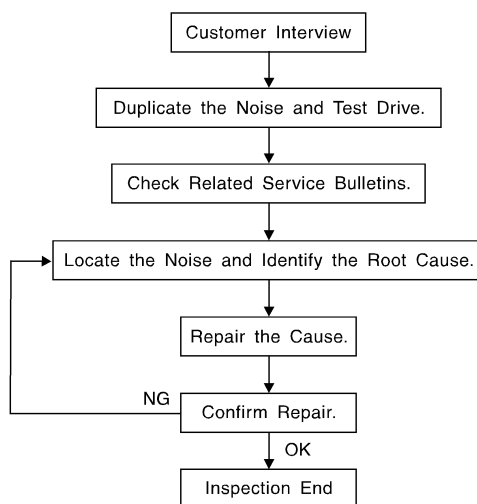 Customer Interview
Duplicate the Noise and Test Drive.
Check Related Service Bulletins.
Locate the Noise and Identify the Root Cause.
Repair the Cause.
NG
Confirm Repair.
OK
Inspection End